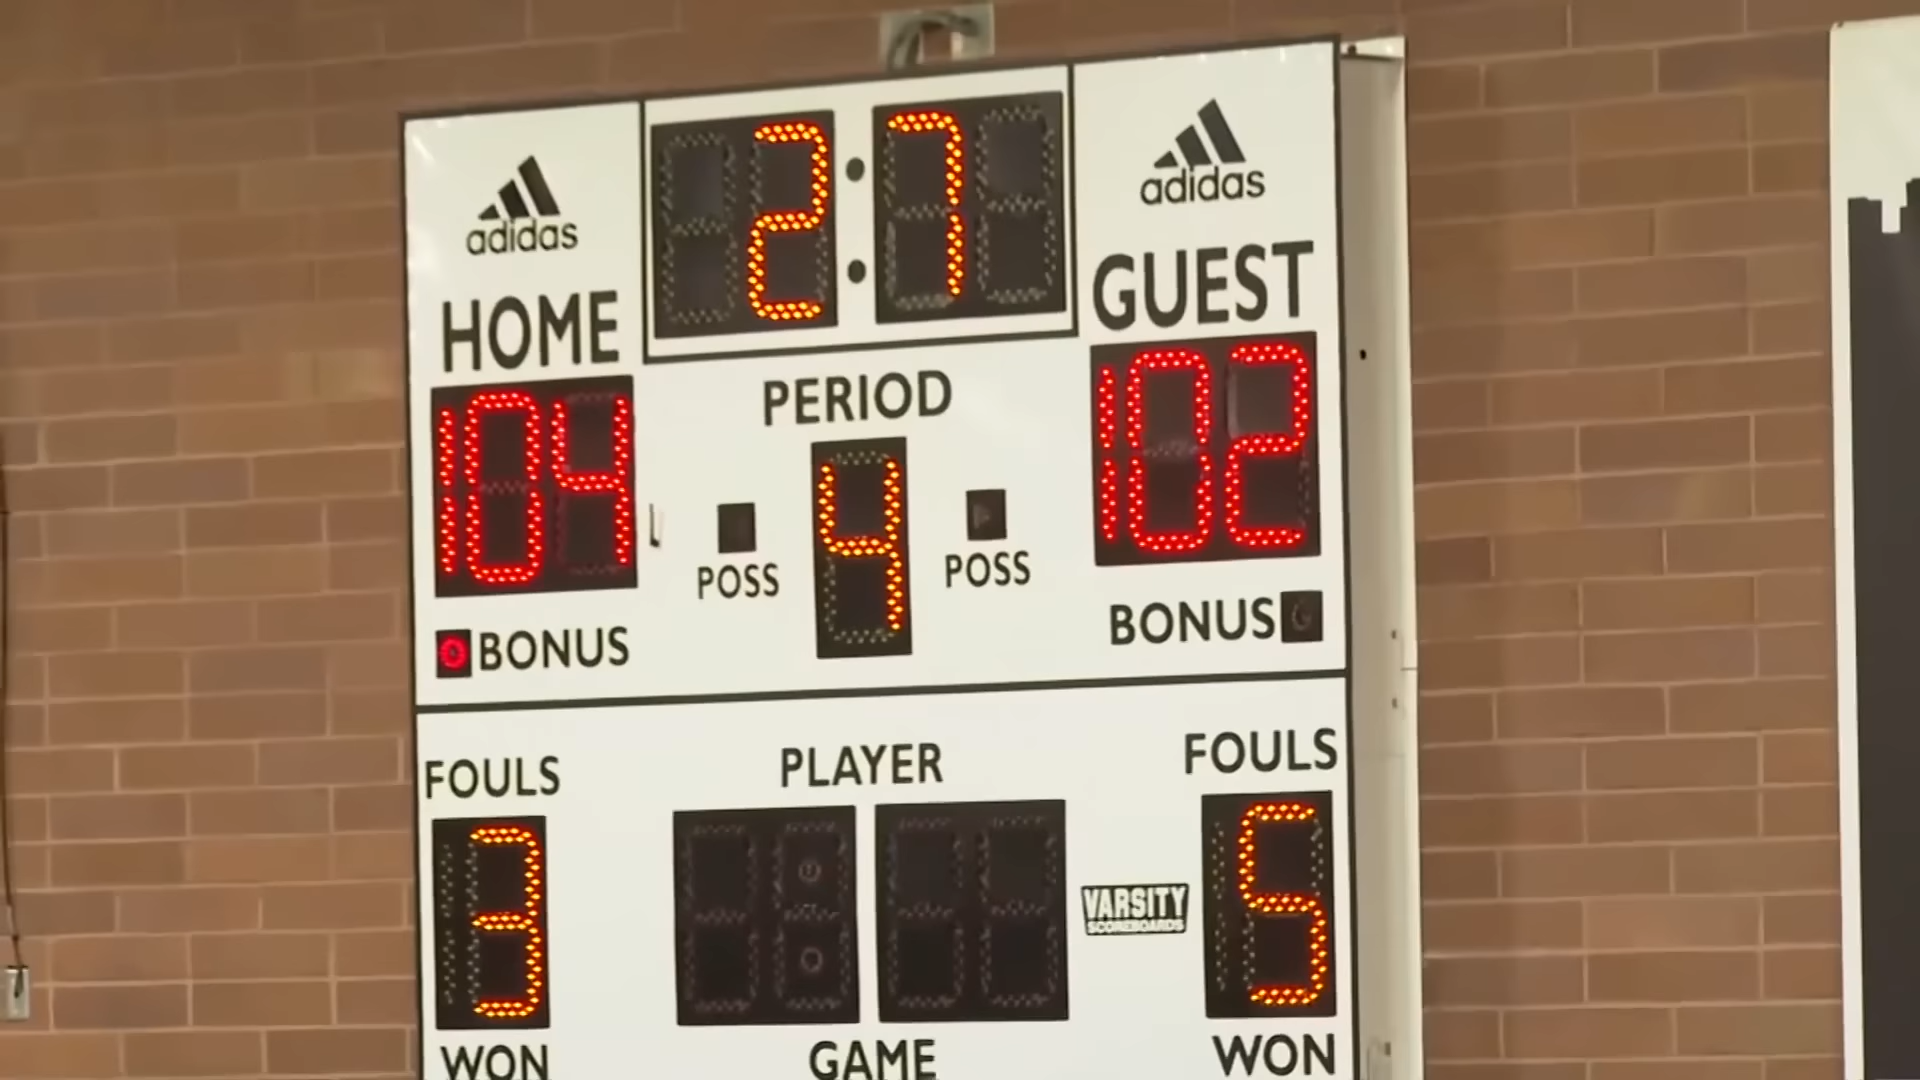 2:7
adidas
adidas
HOME
GUEST
104
102
PERIOD
4
POSS
POSS
BONUS
BONUS
FOULS
PLAYER
FOULS
3
5
VARSITY
SCOREBOARDS
WON
GAME
WON